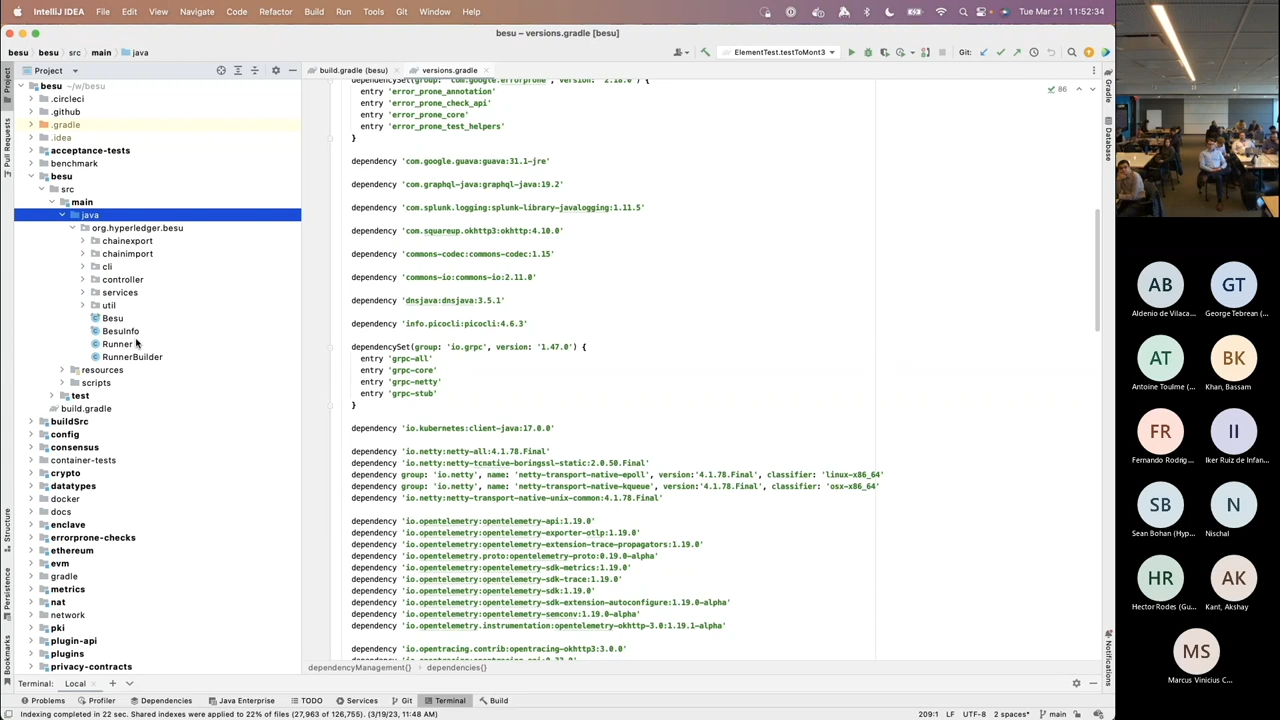 IntelliJ IDEA File Edit View Navigate Code Refactor Build Run Tools Git Window Help Tue Mar 21 11:52:34
besu – versions.gradle [besu]
besu besu src main java ElementTest.testToMont3 Git:
Project build.gradle (besu) versions.gradle
besu ~/w/besu
.circleci
.github
.gradle
.idea
acceptance-tests
benchmark
besu
src
main
java
org.hyperledger.besu
chainexport
chainimport
cli
controller
services
util
Besu
BesuInfo
Runner
RunnerBuilder
resources
scripts
test
build.gradle
buildSrc
config
consensus
container-tests
crypto
datatypes
docker
docs
enclave
errorprone-checks
ethereum
evm
gradle
metrics
nat
network
pki
plugin-api
plugins
privacy-contracts
dependencySet(group: 'com.google.errorprone', version: '2.18.0') {
entry 'error_prone_annotation'
entry 'error_prone_check_api'
entry 'error_prone_core'
entry 'error_prone_test_helpers'
}
dependency 'com.google.guava:guava:31.1-jre'
dependency 'com.graphql-java:graphql-java:19.2'
dependency 'com.splunk.logging:splunk-library-javalogging:1.11.5'
dependency 'com.squareup.okhttp3:okhttp:4.10.0'
dependency 'commons-codec:commons-codec:1.15'
dependency 'commons-io:commons-io:2.11.0'
dependency 'dnsjava:dnsjava:3.5.1'
dependency 'info.picocli:picocli:4.6.3'
dependencySet(group: 'io.grpc', version: '1.47.0') {
entry 'grpc-all'
entry 'grpc-core'
entry 'grpc-netty'
entry 'grpc-stub'
}
dependency 'io.kubernetes:client-java:17.0.0'
dependency 'io.netty:netty-all:4.1.78.Final'
dependency 'io.netty:netty-tcnative-boringssl-static:2.0.50.Final'
dependency group: 'io.netty', name: 'netty-transport-native-epoll', version:'4.1.78.Final', classifier: 'linux-x86_64'
dependency group: 'io.netty', name: 'netty-transport-native-kqueue', version:'4.1.78.Final', classifier: 'osx-x86_64'
dependency 'io.netty:netty-transport-native-unix-common:4.1.78.Final'
dependency 'io.opentelemetry:opentelemetry-api:1.19.0'
dependency 'io.opentelemetry:opentelemetry-exporter-otlp:1.19.0'
dependency 'io.opentelemetry:opentelemetry-extension-trace-propagators:1.19.0'
dependency 'io.opentelemetry.proto:opentelemetry-proto:0.19.0-alpha'
dependency 'io.opentelemetry:opentelemetry-sdk-metrics:1.19.0'
dependency 'io.opentelemetry:opentelemetry-sdk-trace:1.19.0'
dependency 'io.opentelemetry:opentelemetry-sdk:1.19.0'
dependency 'io.opentelemetry:opentelemetry-sdk-extension-autoconfigure:1.19.0-alpha'
dependency 'io.opentelemetry:opentelemetry-semconv:1.19.0-alpha'
dependency 'io.opentelemetry.instrumentation:opentelemetry-okhttp-3.0:1.19.1-alpha'
dependency 'io.opentracing.contrib:opentracing-okhttp3:3.0.0'
86
dependencyManagement{} dependencies{}
Project
Pull Requests
Structure
Persistence
Bookmarks
Gradle
Database
Notifications
Terminal: Local
Problems Profiler Dependencies Java Enterprise TODO Services Git Terminal Build
Indexing completed in 22 sec. Shared indexes were applied to 22% of files (27,963 of 126,755). (3/19/23, 11:48 AM) 209:1 LF UTF-8 2 spaces* main
AB GT
Aldenio de Vilaca... George Tebrean (...
AT BK
Antoine Toulme (... Khan, Bassam
FR II
Fernando Rodrig... Iker Ruiz de Infan...
SB N
Sean Bohan (Hyp... Nischal
HR AK
Hector Rodes (Gu... Kant, Akshay
MS
Marcus Vinicius C...